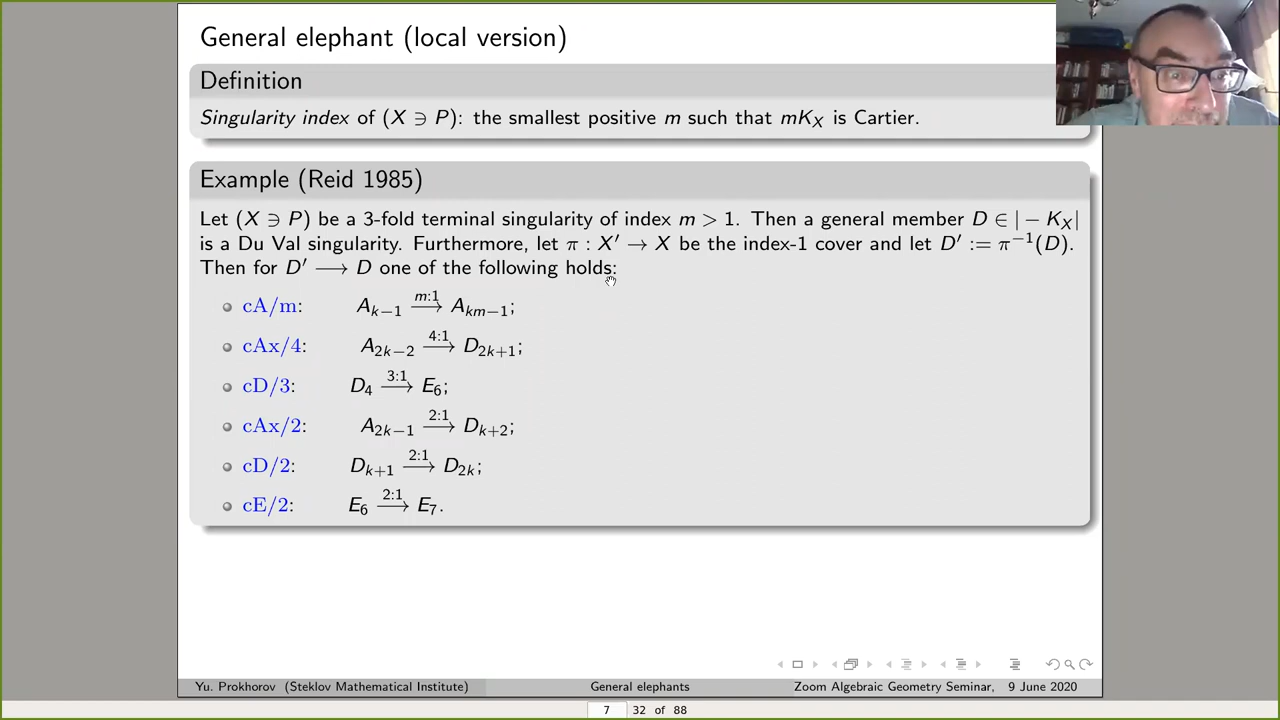 General elephant (local version)
Definition
Singularity index of (X ∋ P): the smallest positive m such that mK_X is Cartier.
Example (Reid 1985)
Let (X ∋ P) be a 3-fold terminal singularity of index m > 1. Then a general member D ∈ | − K_X|
is a Du Val singularity. Furthermore, let π : X′ → X be the index-1 cover and let D′ := π^{−1}(D).
Then for D′ ⟶ D one of the following holds:
cA/m: A_{k−1} \xrightarrow{m:1} A_{km−1};
cAx/4: A_{2k−2} \xrightarrow{4:1} D_{2k+1};
cD/3: D_4 \xrightarrow{3:1} E_6;
cAx/2: A_{2k−1} \xrightarrow{2:1} D_{k+2};
cD/2: D_{k+1} \xrightarrow{2:1} D_{2k};
cE/2: E_6 \xrightarrow{2:1} E_7.
Yu. Prokhorov (Steklov Mathematical Institute) General elephants Zoom Algebraic Geometry Seminar, 9 June 2020
7 32 of 88